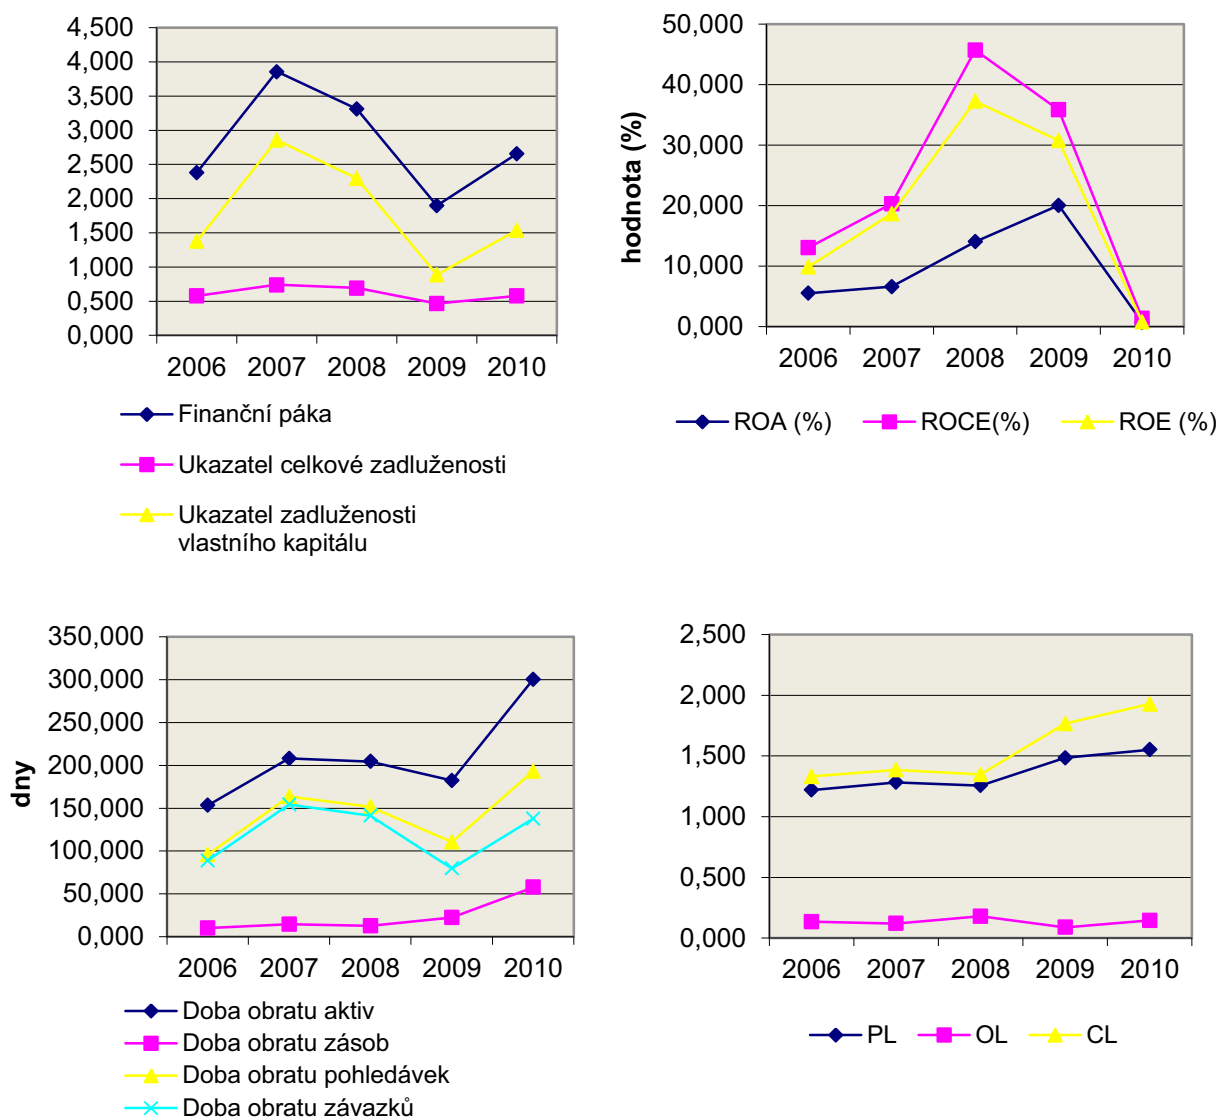 4,500
4,000
3,500
3,000
2,500
2,000
1,500
1,000
0,500
0,000
2006 2007 2008 2009 2010
Finanční páka
Ukazatel celkové zadluženosti
Ukazatel zadluženosti
vlastního kapitálu
hodnota (%)
50,000
40,000
30,000
20,000
10,000
0,000
2006 2007 2008 2009 2010
ROA (%) ROCE(%) ROE (%)
dny
350,000
300,000
250,000
200,000
150,000
100,000
50,000
0,000
2006 2007 2008 2009 2010
Doba obratu aktiv
Doba obratu zásob
Doba obratu pohledávek
Doba obratu závazků
2,500
2,000
1,500
1,000
0,500
0,000
2006 2007 2008 2009 2010
PL OL CL